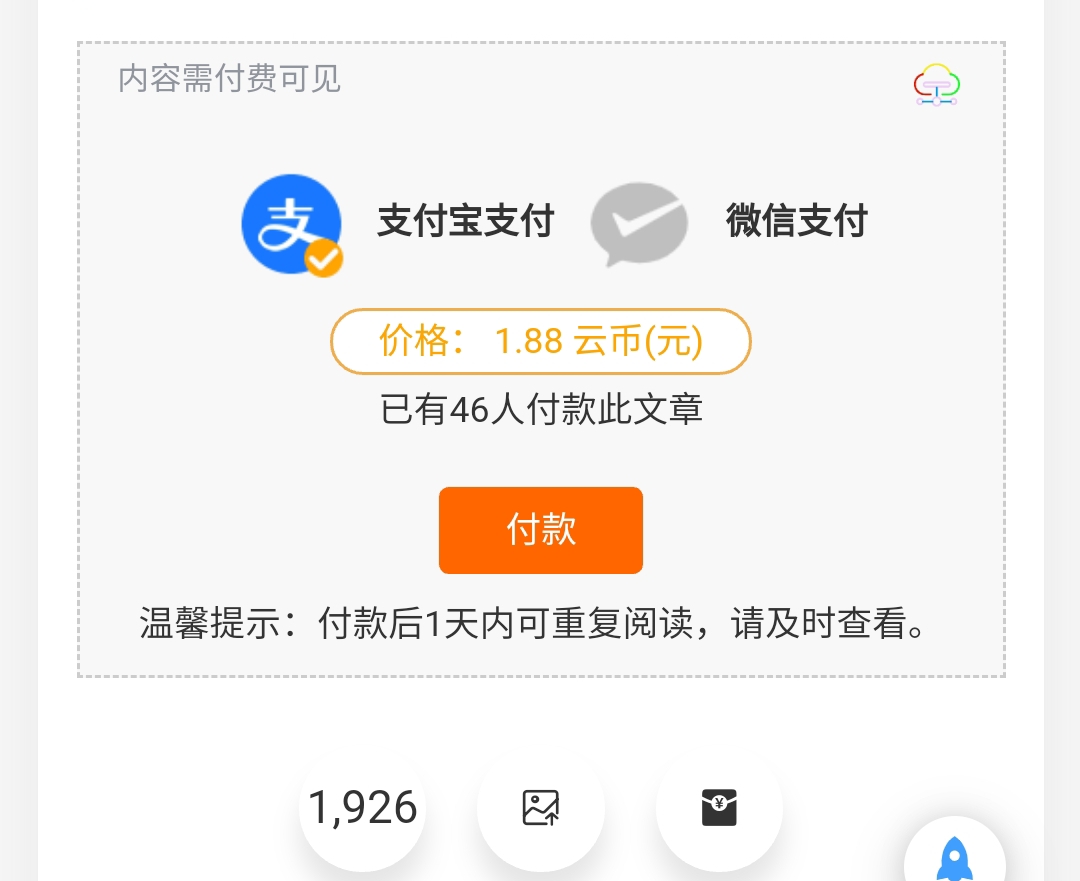 内容需付费可见
支付宝支付 微信支付
价格： 1.88 云币(元)
已有46人付款此文章
付款
温馨提示：付款后1天内可重复阅读，请及时查看。
1,926